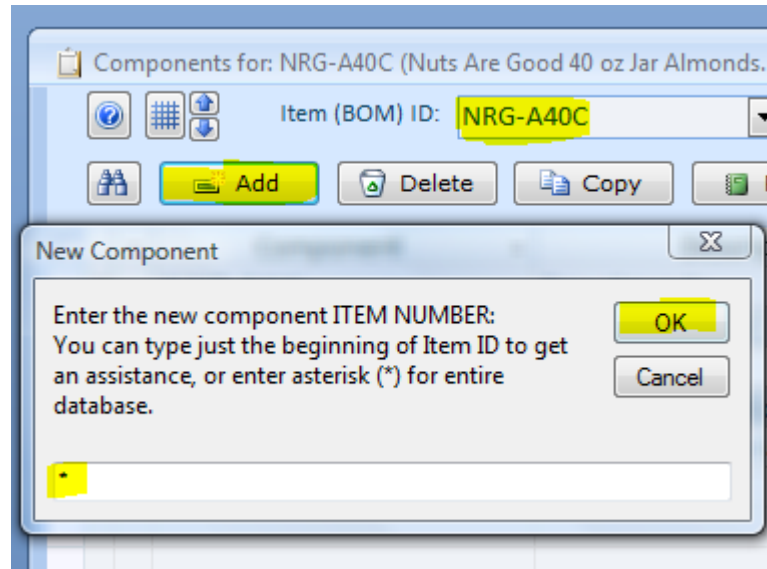 Components for: NRG-A40C (Nuts Are Good 40 oz Jar Almonds.
Item (BOM) ID: NRG-A40C
Add Delete Copy
New Component
Enter the new component ITEM NUMBER:
You can type just the beginning of Item ID to get
an assistance, or enter asterisk (*) for entire
database.
OK
Cancel
*